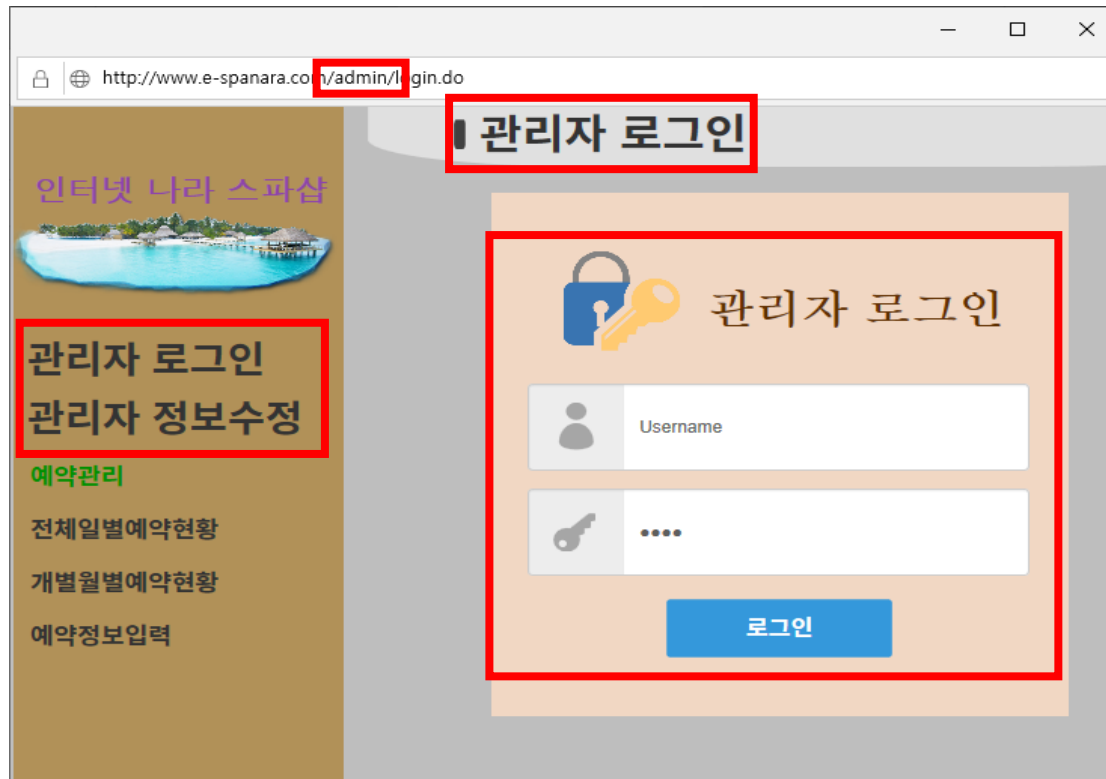 http://www.e-spanara.com/admin/login.do
관리자 로그인
인터넷 나라 스파샵
관리자 로그인
관리자 정보수정
예약관리
전체일별예약현황
개별월별예약현황
예약정보입력
관리자 로그인
Username
••••
로그인